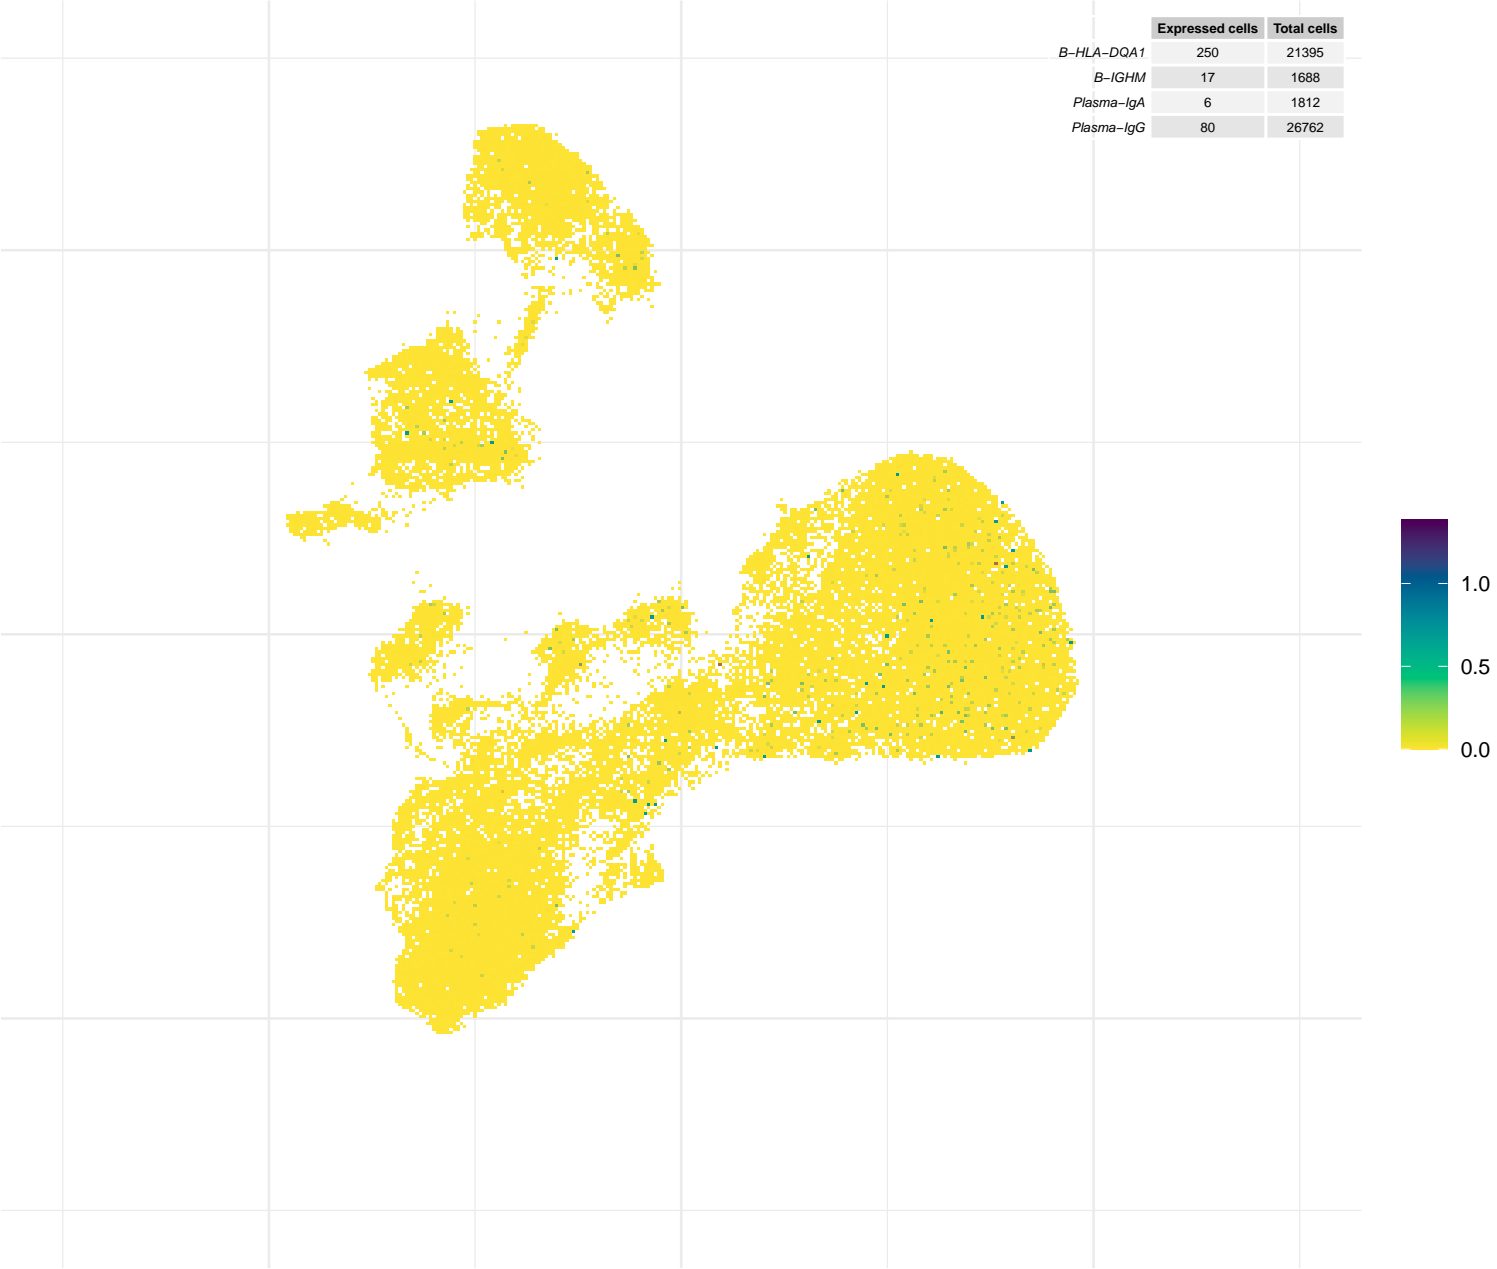 Expressed cells Total cells
B−HLA−DQA1 250 21395
B−IGHM 17 1688
Plasma−IgA 6 1812
Plasma−IgG 80 26762
1.0
0.5
0.0